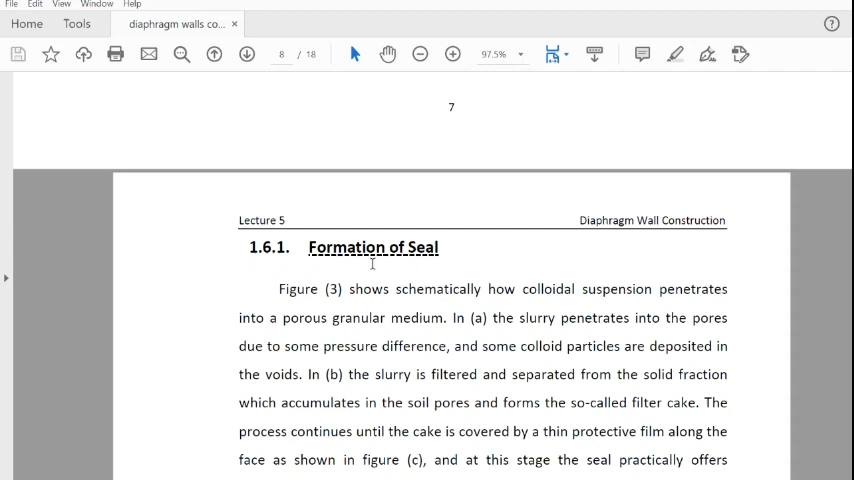 File Edit View Window Help
Home Tools diaphragm walls co... ×
8 / 18 97.5%
7
Lecture 5 Diaphragm Wall Construction
1.6.1. Formation of Seal
Figure (3) shows schematically how colloidal suspension penetrates
into a porous granular medium. In (a) the slurry penetrates into the pores
due to some pressure difference, and some colloid particles are deposited in
the voids. In (b) the slurry is filtered and separated from the solid fraction
which accumulates in the soil pores and forms the so-called filter cake. The
process continues until the cake is covered by a thin protective film along the
face as shown in figure (c), and at this stage the seal practically offers